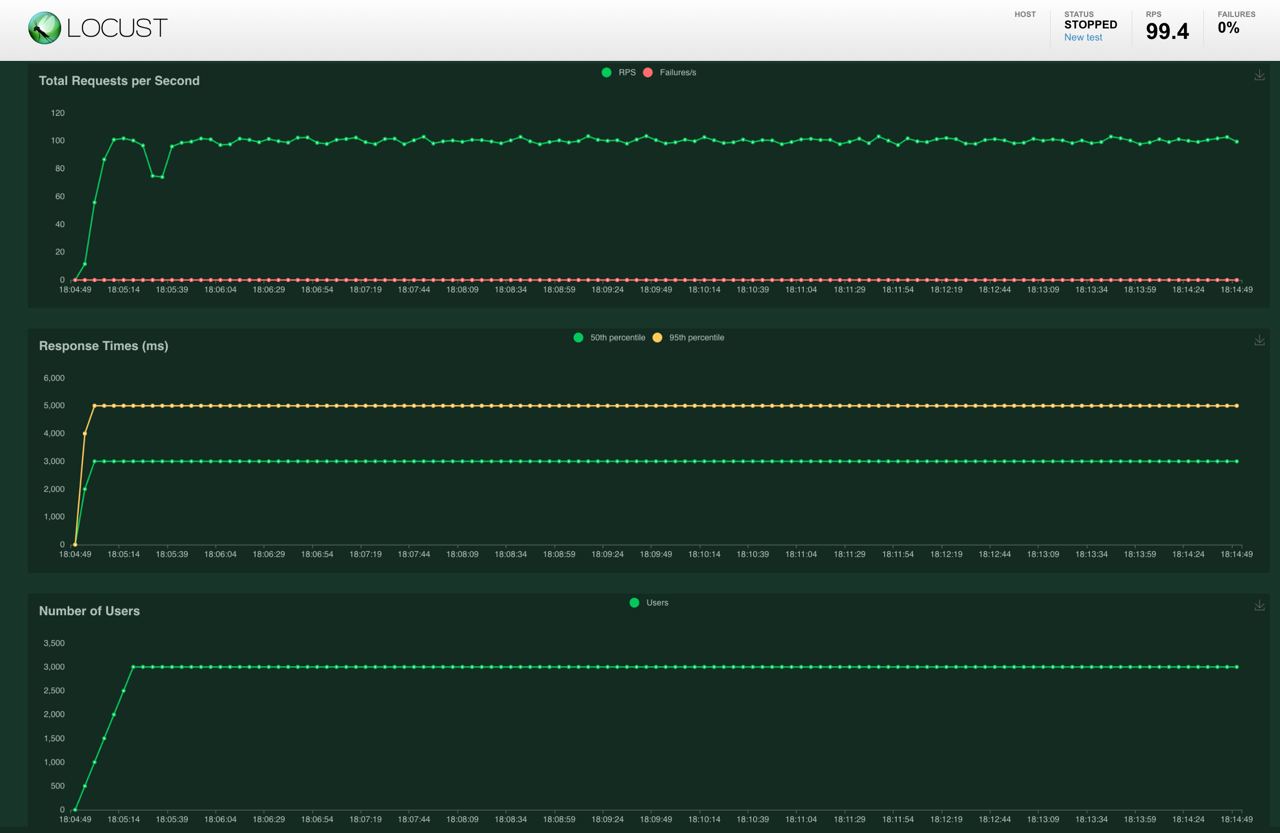 LOCUST
HOST
STATUS
STOPPED
New test
RPS
99.4
FAILURES
0%
Total Requests per Second
RPS Failures/s
120
100
80
60
40
20
0
18:04:49 18:05:14 18:05:39 18:06:04 18:06:29 18:06:54 18:07:19 18:07:44 18:08:09 18:08:34 18:08:59 18:09:24 18:09:49 18:10:14 18:10:39 18:11:04 18:11:29 18:11:54 18:12:19 18:12:44 18:13:09 18:13:34 18:13:59 18:14:24 18:14:49
Response Times (ms)
50th percentile 95th percentile
6,000
5,000
4,000
3,000
2,000
1,000
0
18:04:49 18:05:14 18:05:39 18:06:04 18:06:29 18:06:54 18:07:19 18:07:44 18:08:09 18:08:34 18:08:59 18:09:24 18:09:49 18:10:14 18:10:39 18:11:04 18:11:29 18:11:54 18:12:19 18:12:44 18:13:09 18:13:34 18:13:59 18:14:24 18:14:49
Number of Users
Users
3,500
3,000
2,500
2,000
1,500
1,000
500
0
18:04:49 18:05:14 18:05:39 18:06:04 18:06:29 18:06:54 18:07:19 18:07:44 18:08:09 18:08:34 18:08:59 18:09:24 18:09:49 18:10:14 18:10:39 18:11:04 18:11:29 18:11:54 18:12:19 18:12:44 18:13:09 18:13:34 18:13:59 18:14:24 18:14:49